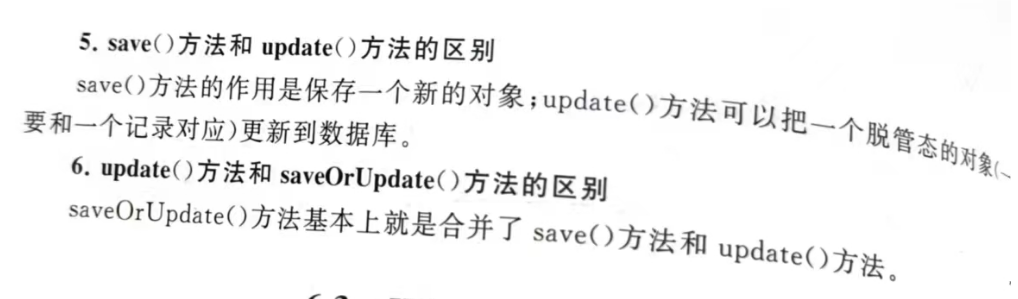 5. save()方法和 update()方法的区别
save()方法的作用是保存一个新的对象;update()方法可以把一个脱管态的对象(一
要和一个记录对应)更新到数据库。
6. update()方法和 saveOrUpdate()方法的区别
saveOrUpdate()方法基本上就是合并了 save()方法和 update()方法。